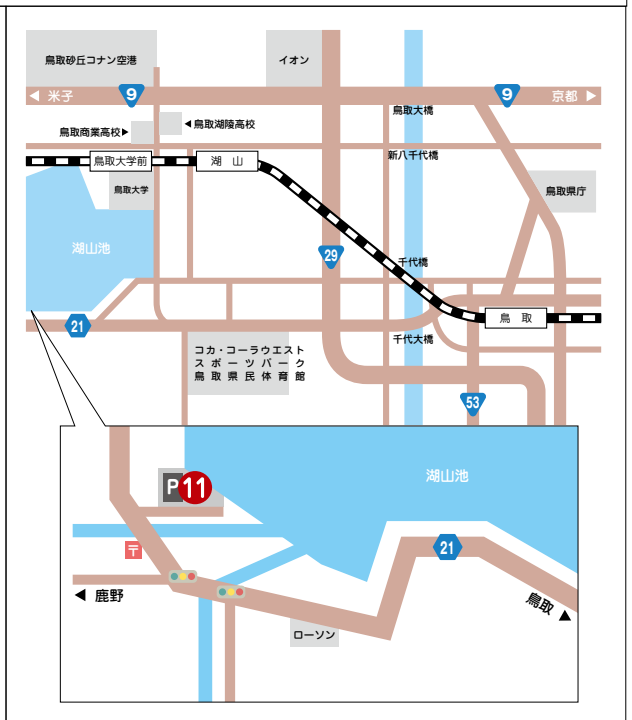 鳥取砂丘コナン空港
イオン
◀ 米子
9
9
京都 ▶
鳥取大橋
◀鳥取湖陵高校
鳥取商業高校▶
新八千代橋
鳥取大学前
湖 山
鳥取大学
鳥取県庁
湖山池
29
千代橋
21
鳥 取
千代大橋
コカ・コーラウエスト
スポーツパーク
鳥取県民体育館
53
湖山池
P
11
21
〒
◀ 鹿野
鳥取 ▶
ローソン